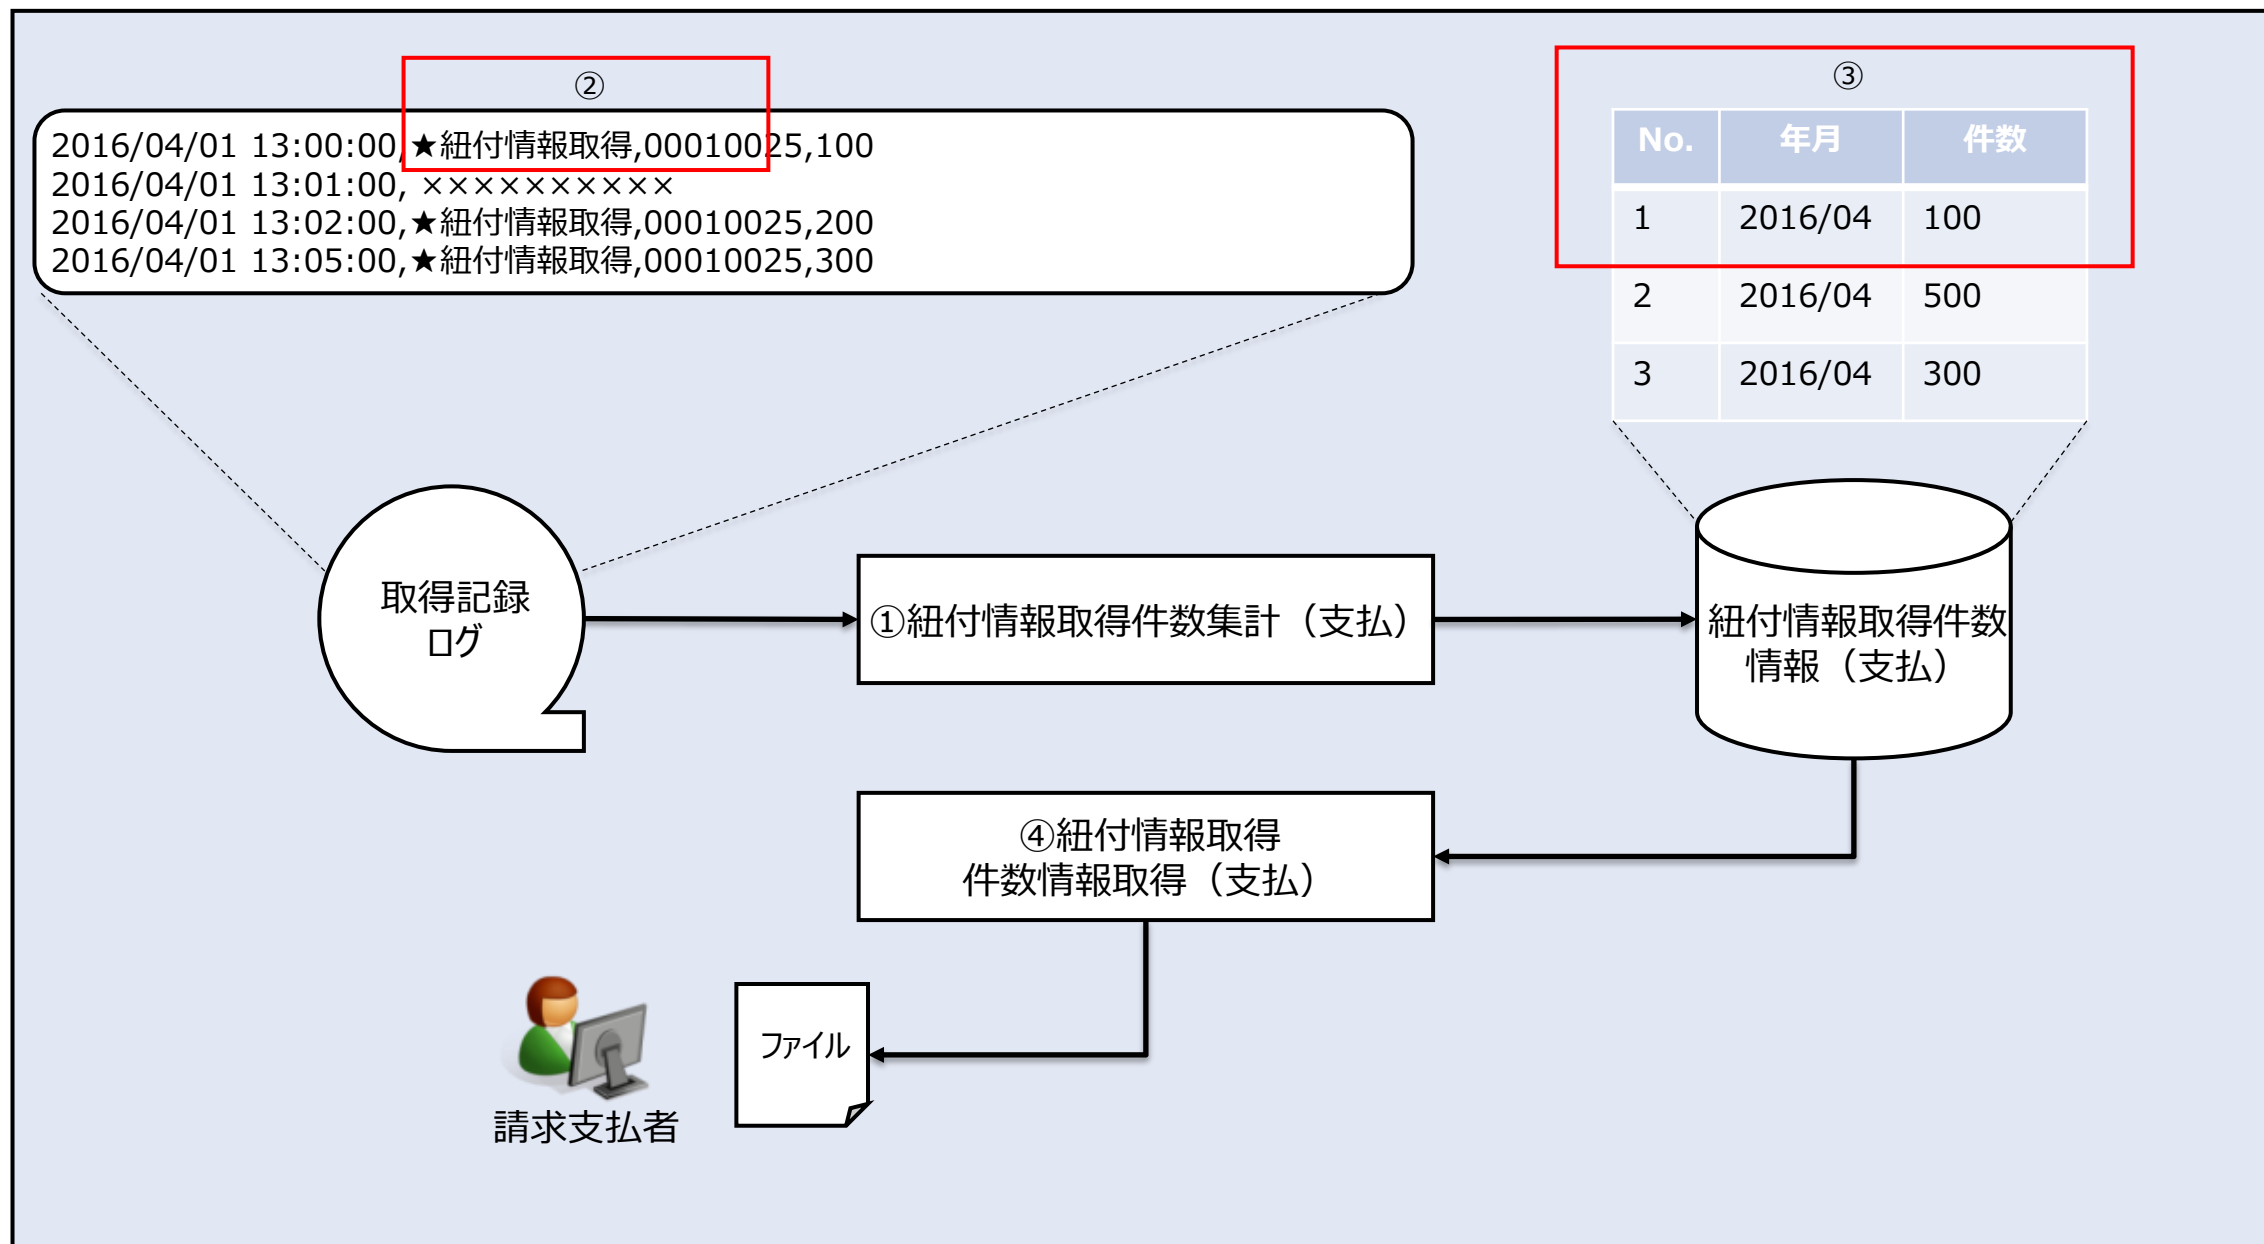 ②
2016/04/01 13:00:00,★紐付情報取得,00010025,100
2016/04/01 13:01:00, ××××××××××
2016/04/01 13:02:00,★紐付情報取得,00010025,200
2016/04/01 13:05:00,★紐付情報取得,00010025,300
③
No. 年月 件数
1 2016/04 100
2 2016/04 500
3 2016/04 300
取得記録
ログ
①紐付情報取得件数集計（支払）
紐付情報取得件数
情報（支払）
④紐付情報取得
件数情報取得（支払）
ファイル
請求支払者